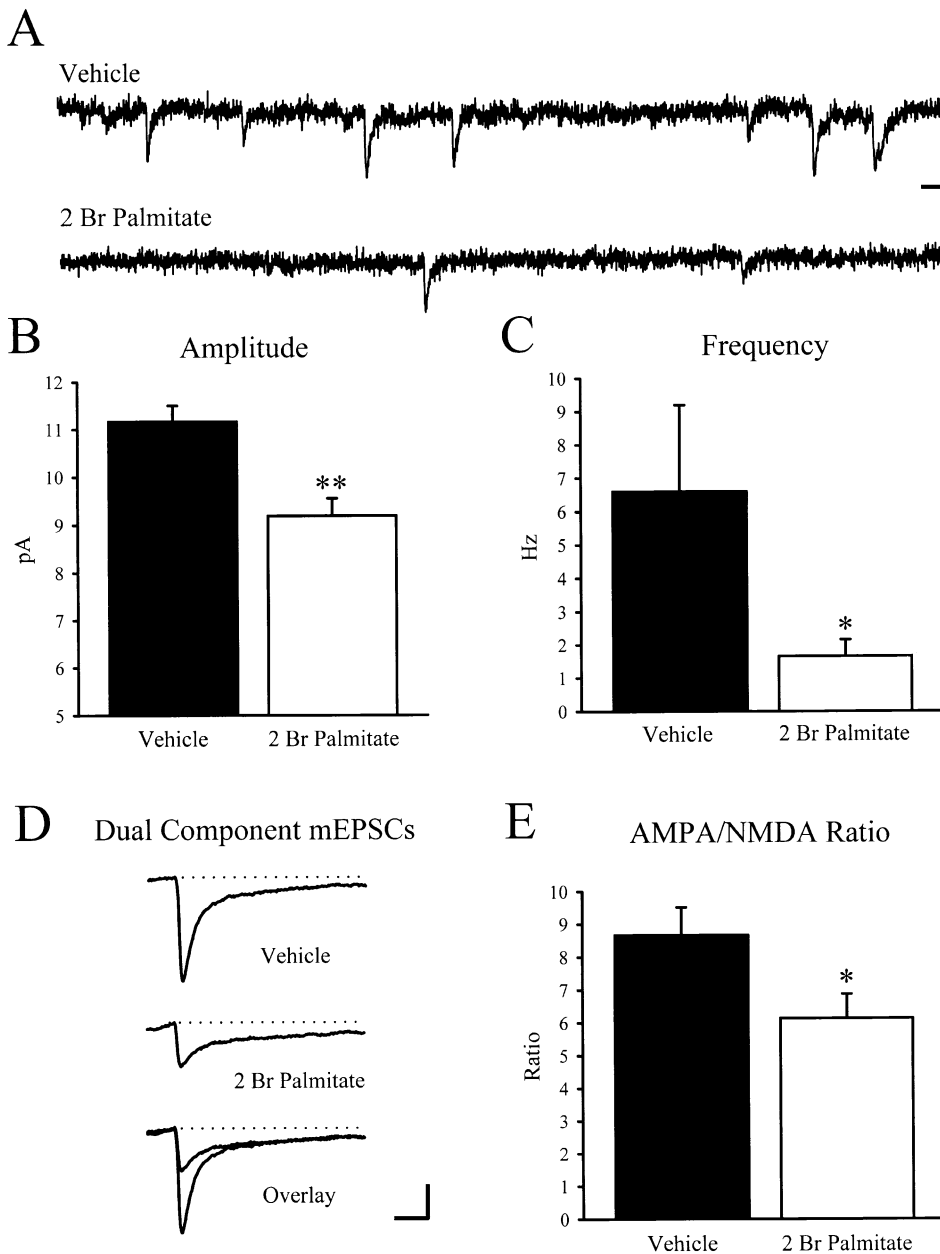 A
Vehicle
2 Br Palmitate
B
Amplitude
12
11
10
9
8
7
6
5
pA
**
Vehicle
2 Br Palmitate
C
Frequency
10
9
8
7
6
5
4
3
2
1
0
Hz
*
Vehicle
2 Br Palmitate
D
Dual Component mEPSCs
Vehicle
2 Br Palmitate
Overlay
E
AMPA/NMDA Ratio
10
9
8
7
6
5
4
3
2
1
0
Ratio
*
Vehicle
2 Br Palmitate